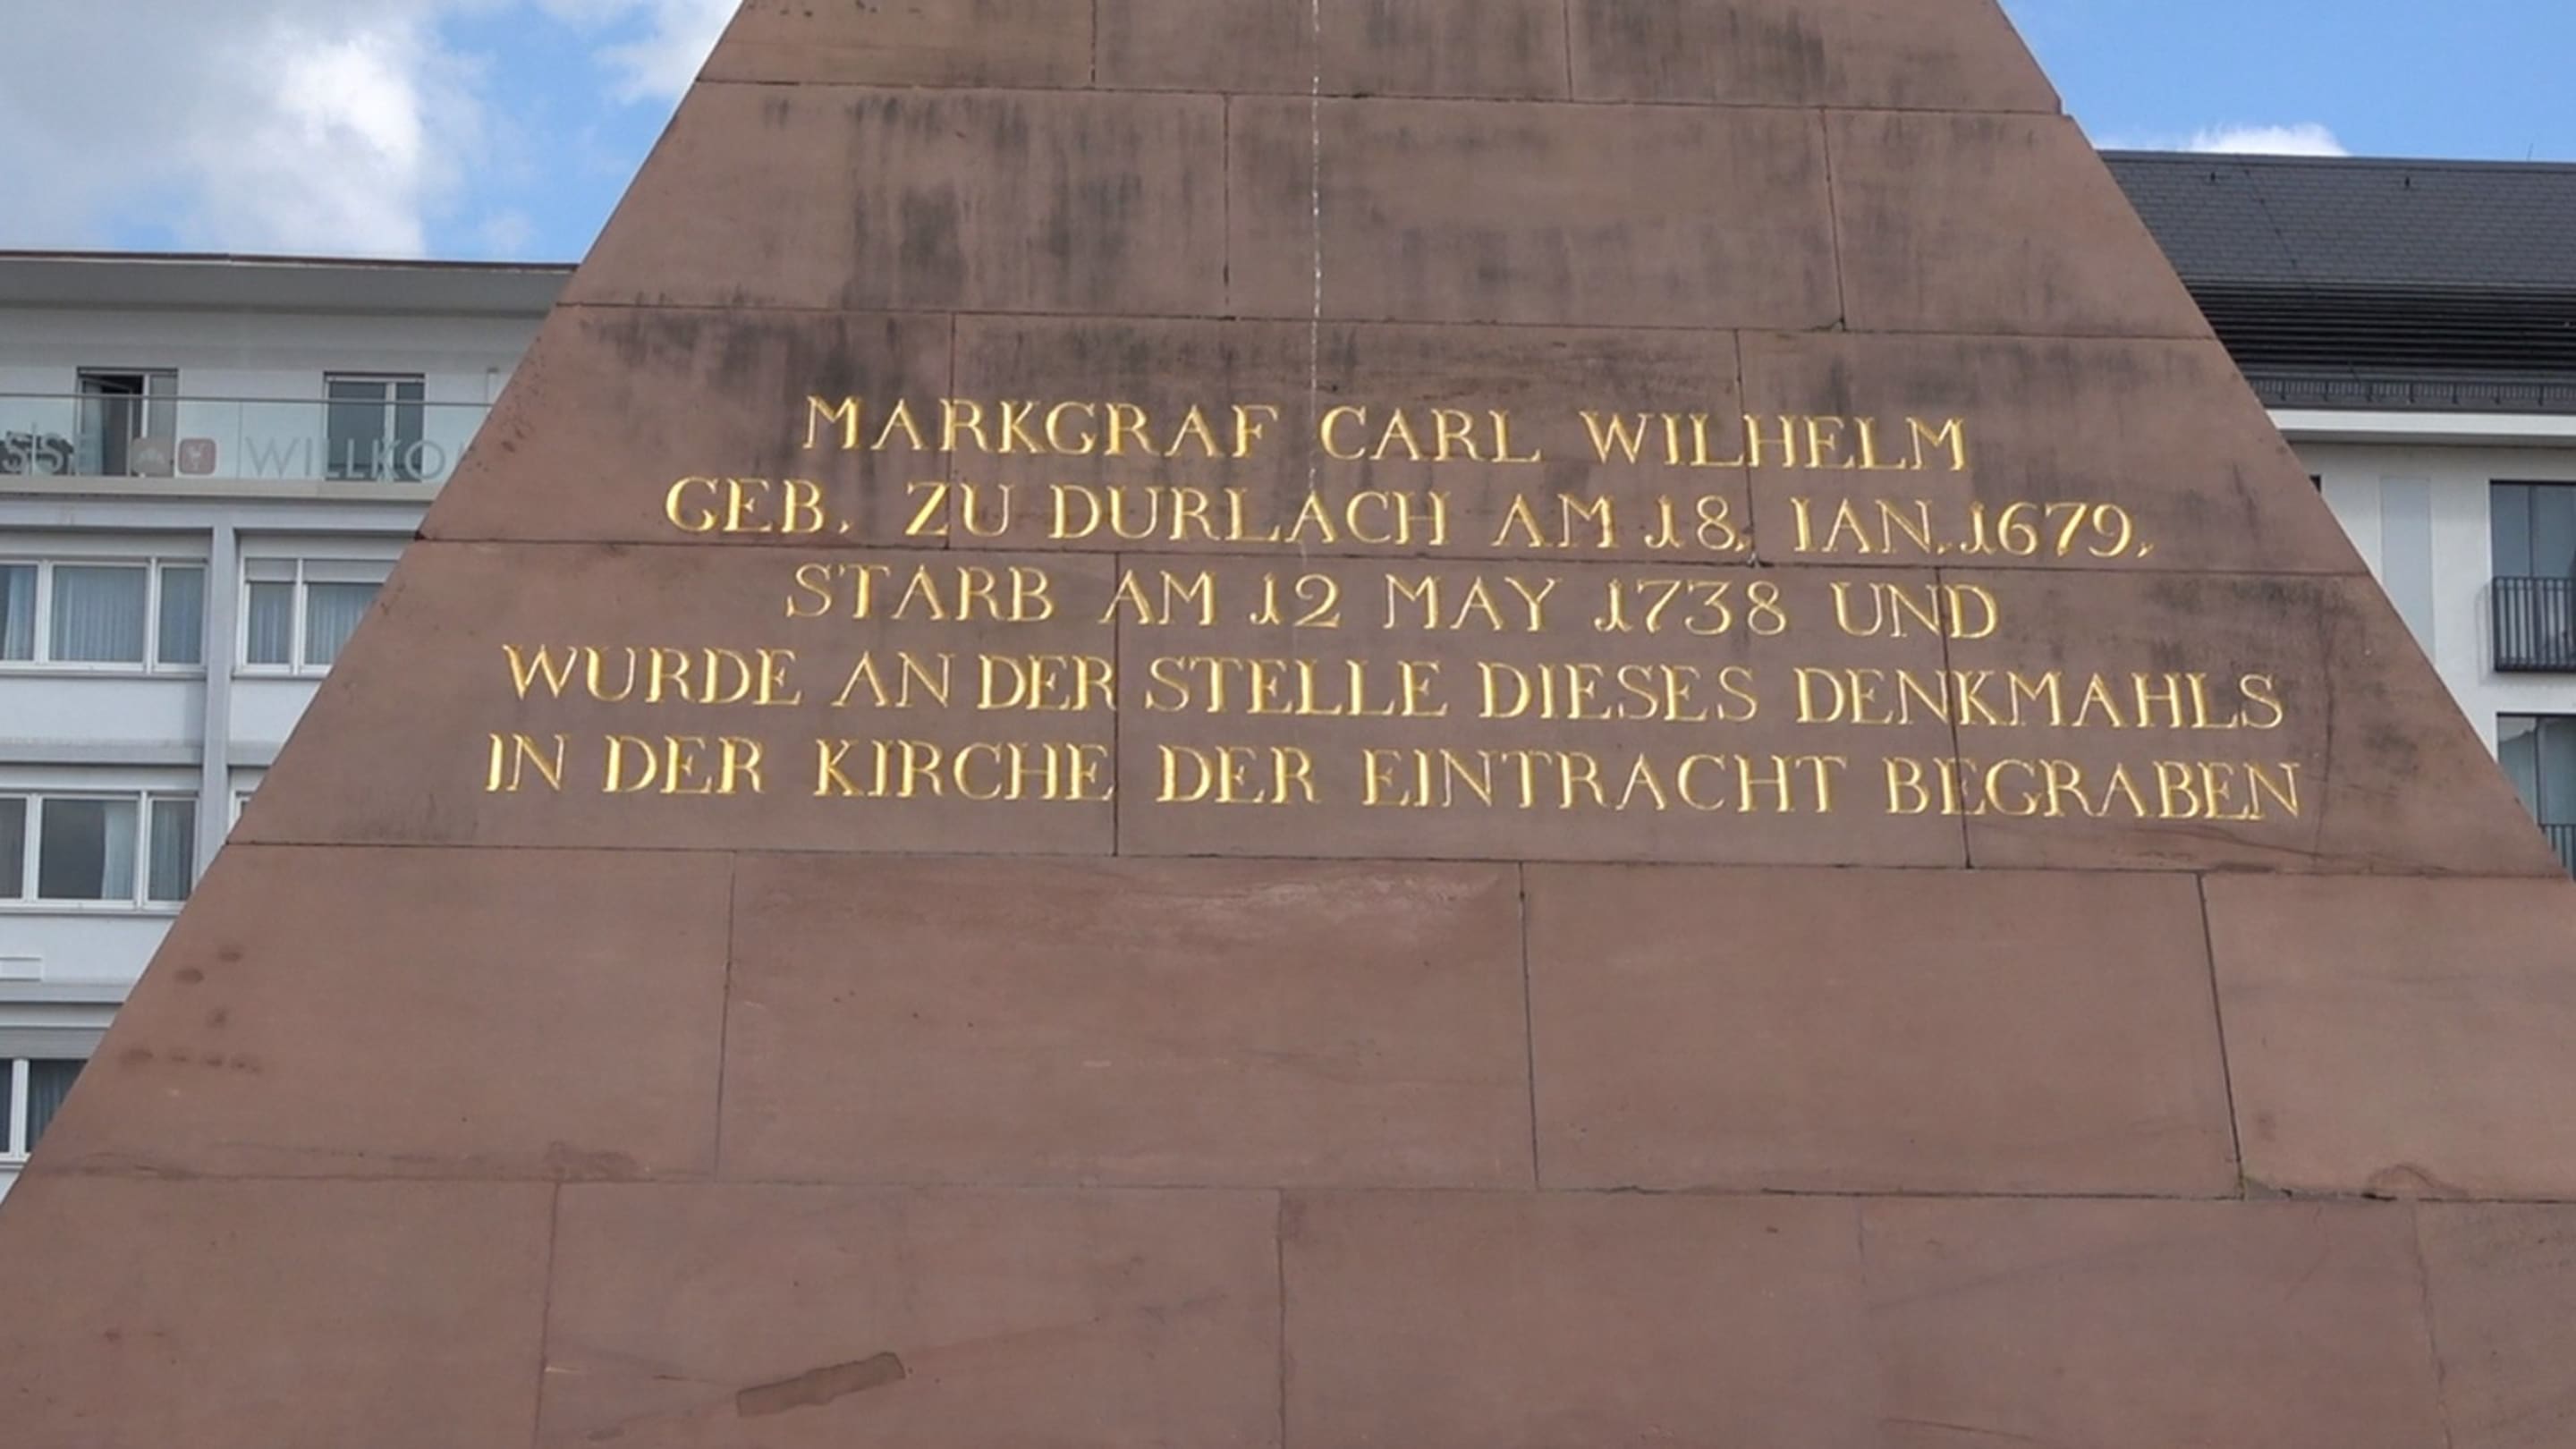 MARKGRAF CARL WILHELM
GEB. ZU DURLACH AM 18. IAN. 1679.
STARB AM 12 MAY 1738 UND
WURDE AN DER STELLE DIESES DENKMAHLS
IN DER KIRCHE DER EINTRACHT BEGRABEN